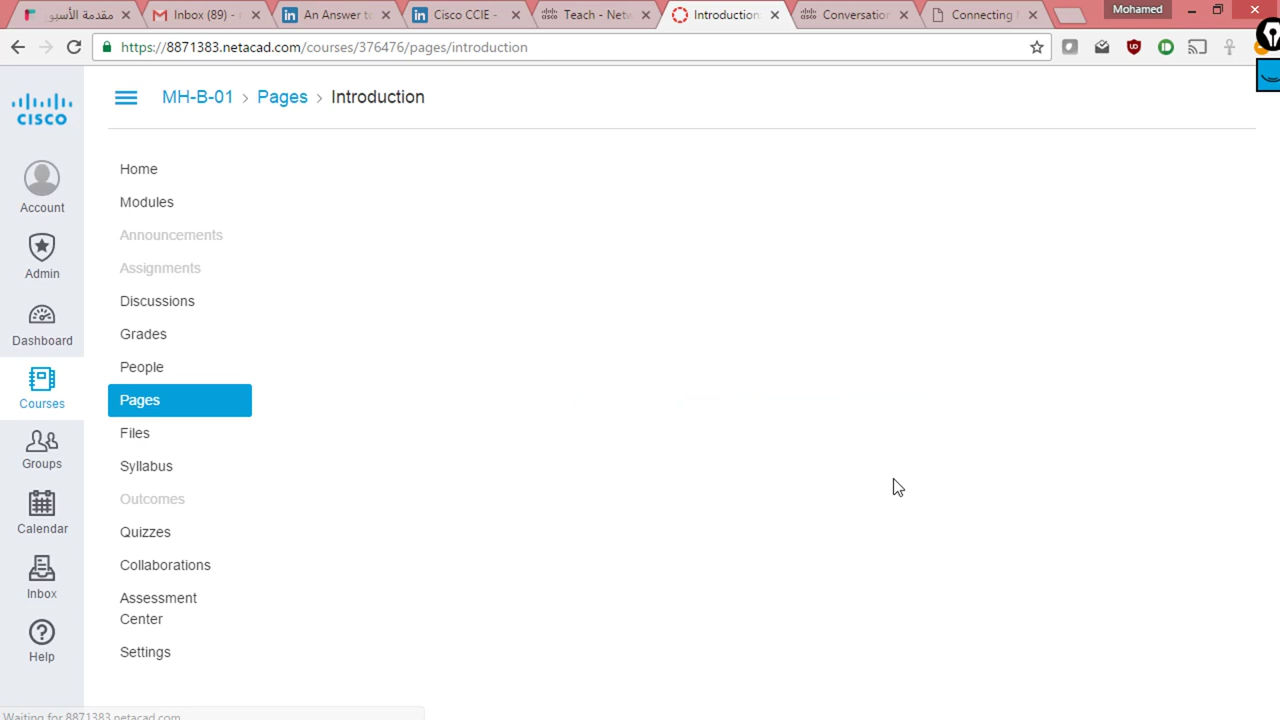 مقدمة الأسبو
Inbox (89) -
An Answer to
Cisco CCIE -
Teach - Netw
Introduction
Conversation
Connecting
Mohamed
https://8871383.netacad.com/courses/376476/pages/introduction
CISCO
Account
Admin
Dashboard
Courses
Groups
Calendar
Inbox
Help
MH-B-01 > Pages > Introduction
Home
Modules
Announcements
Assignments
Discussions
Grades
People
Pages
Files
Syllabus
Outcomes
Quizzes
Collaborations
Assessment
Center
Settings
Waiting for 8871383.netacad.com